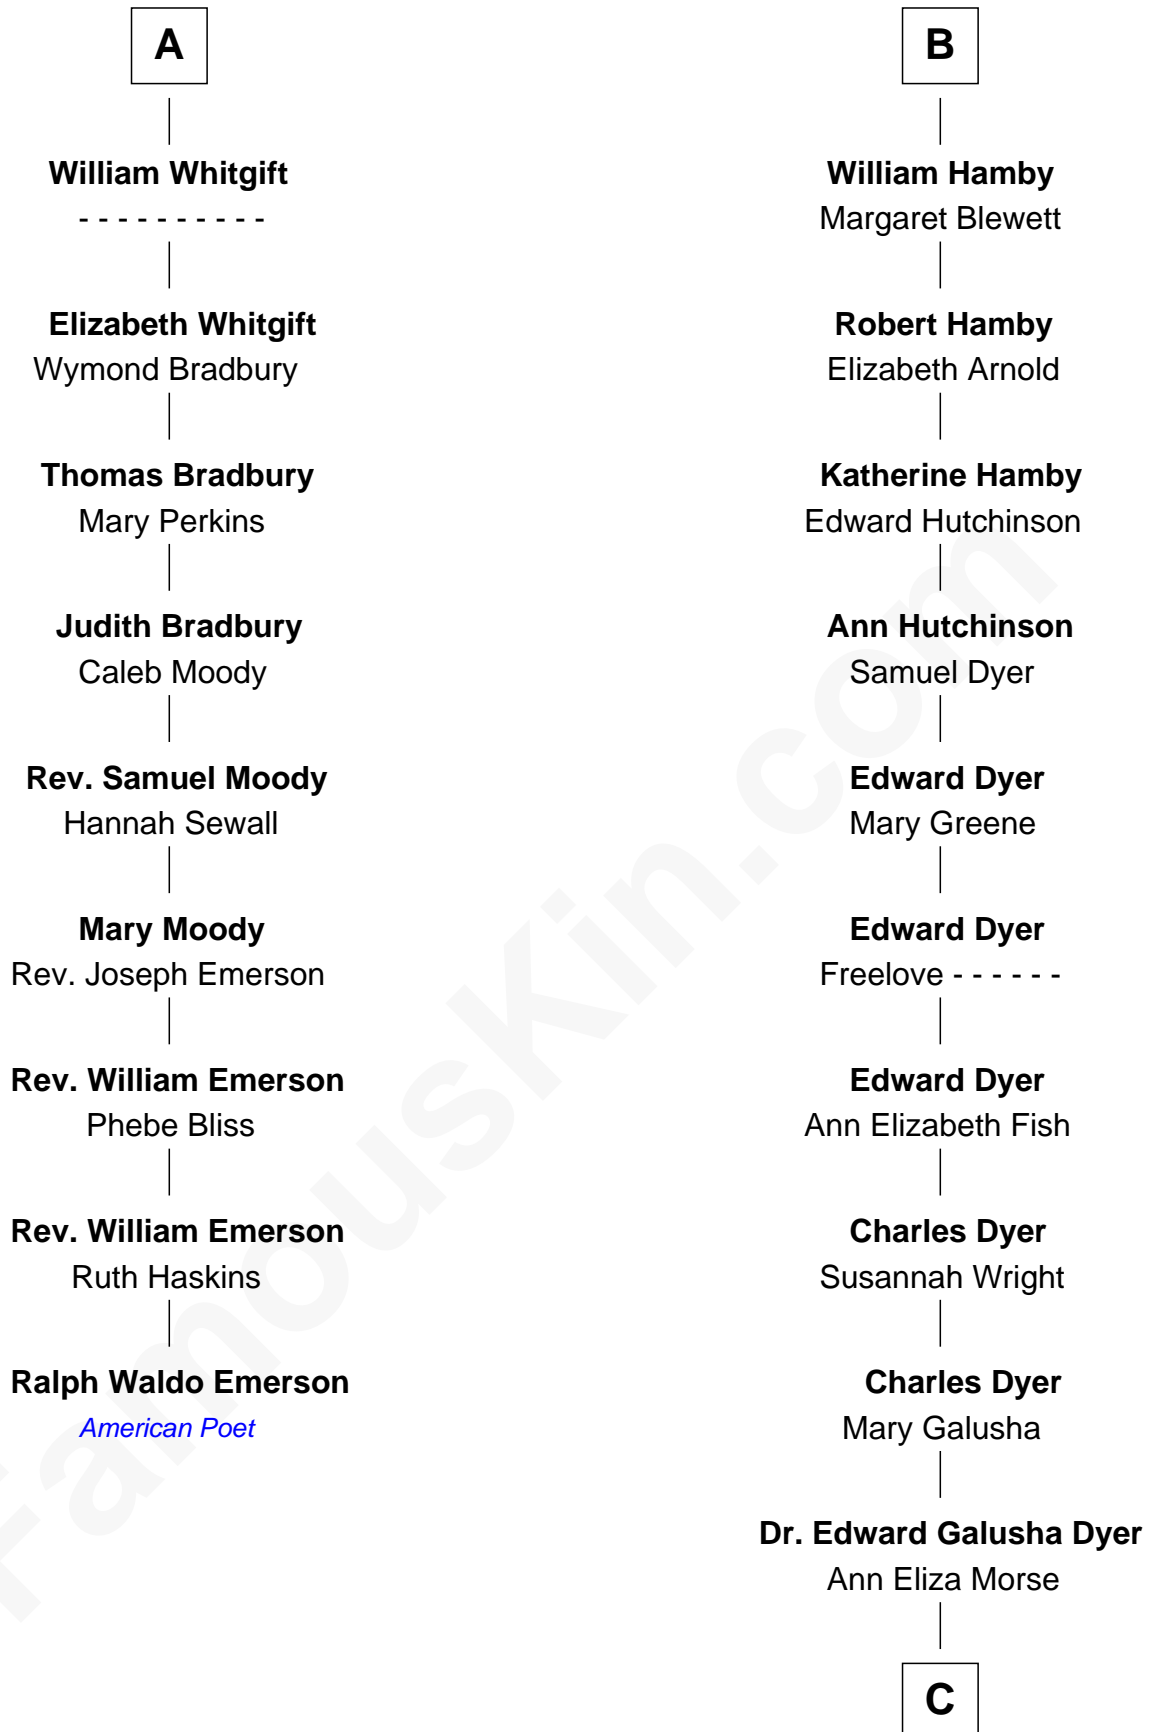 A
William Whitgift
- - - - - - - - - -
Elizabeth Whitgift
Wymond Bradbury
Thomas Bradbury
Mary Perkins
Judith Bradbury
Caleb Moody
Rev. Samuel Moody
Hannah Sewall
Mary Moody
Rev. Joseph Emerson
Rev. William Emerson
Phebe Bliss
Rev. William Emerson
Ruth Haskins
Ralph Waldo Emerson
American Poet
B
William Hamby
Margaret Blewett
Robert Hamby
Elizabeth Arnold
Katherine Hamby
Edward Hutchinson
Ann Hutchinson
Samuel Dyer
Edward Dyer
Mary Greene
Edward Dyer
Freelove - - - - - -
Edward Dyer
Ann Elizabeth Fish
Charles Dyer
Susannah Wright
Charles Dyer
Mary Galusha
Dr. Edward Galusha Dyer
Ann Eliza Morse
C
FamousKin.com